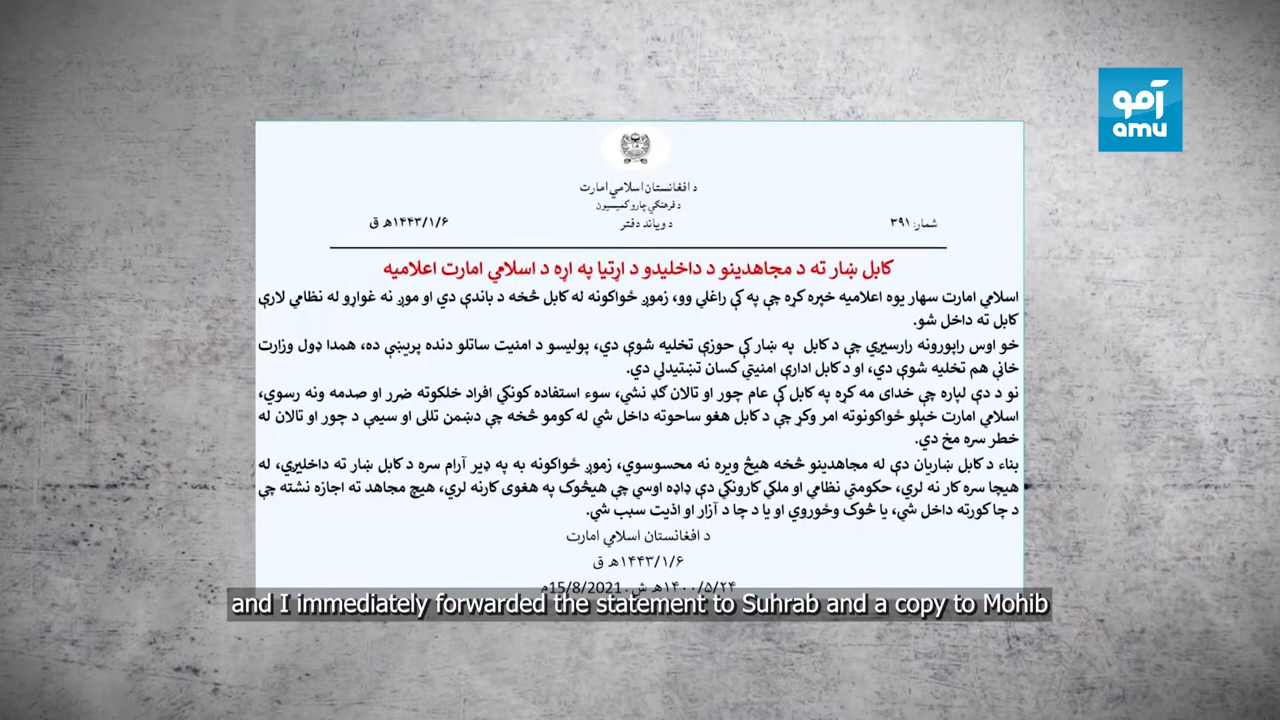 آمو
amu
د افغانستان اسلامي امارت
د فرهنګي چارو کمیسیون
شمار: ۳۹۱
د ویاند دفتر
۱۴۴۳/۱/۶هـ ق
کابل ښار ته د مجاهدینو د داخلیدو د اړتیا په اړه د اسلامي امارت اعلامیه
اسلامي امارت سهار یوه اعلامیه خپره کړه چې په کې راغلي وو، زموږ ځواکونه له کابل څخه د باندې دي او موږ نه غواړو له نظامي لارې
کابل ته داخل شو.
خو اوس راپورونه رارسیږي چې د کابل په ښار کې حوزې تخلیه شوې دي، پولیسو د امنیت ساتلو دنده پریښې ده، همدا ډول وزارت
خانې هم تخلیه شوې دي، او د کابل ادارې امنیتي کسان تښتیدلي دي.
نو د دې لپاره چې خدای مه کړه په کابل کې عام چور او تالان ګډ نشي، سوء استفاده کونکي افراد خلکوته ضرر او صدمه ونه رسوي،
اسلامي امارت خپلو ځواکونوته امر وکړ چې د کابل هغو ساحوته داخل شي له کومو څخه چې دښمن تللی او سیمې د چور او تالان له
خطر سره مخ دي.
بناء د کابل ښاریان دې له مجاهدینو څخه هیڅ ویره نه محسوسوي، زموږ ځواکونه به په ډیر آرام سره د کابل ښار ته داخلیږي، له
هیچا سره کار نه لري، حکومتي نظامي او ملکي کارونکي دې ډاډه اوسي چې هیڅوک په هغوی کارنه لري، هیڅ مجاهد ته اجازه نشته چې
د چا کورته داخل شي، یا څوک وځوروي او یا د چا د آزار او اذیت سبب شي.
د افغانستان اسلامي امارت
۱۴۴۳/۱/۶هـ ق
۱۴۰۰/۵/۲۴هـ ش ـ 15/8/2021م
and I immediately forwarded the statement to Suhrab and a copy to Mohib